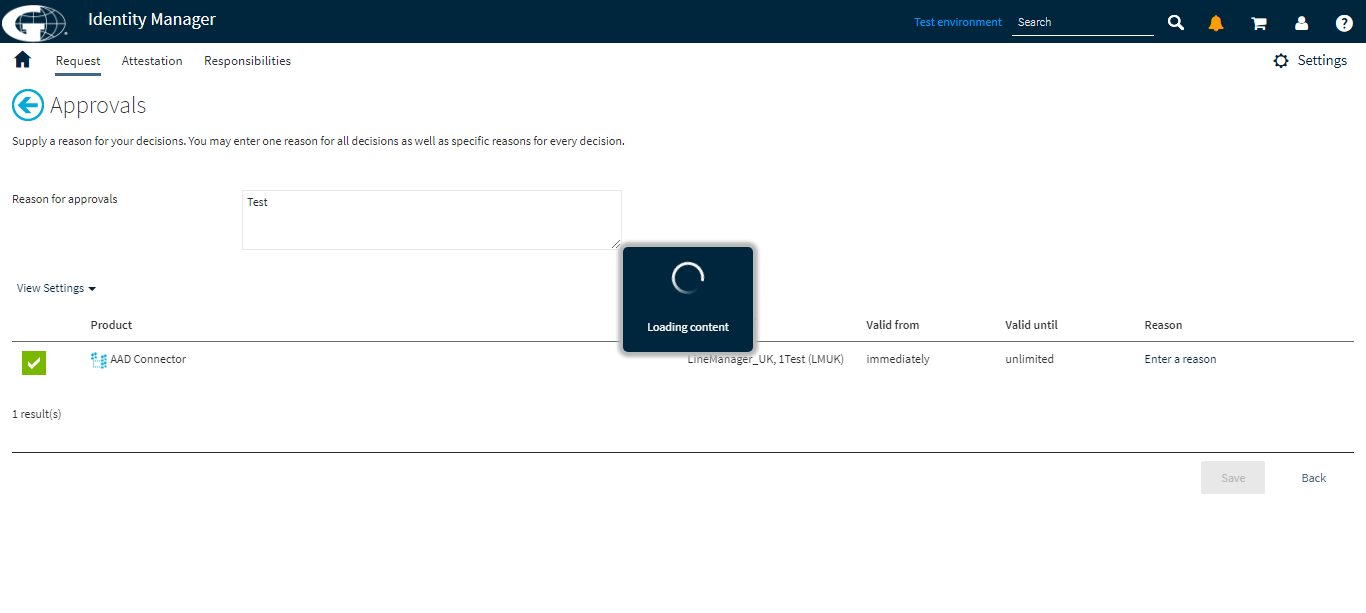 Identity Manager
Test environment
Search
Request
Attestation
Responsibilities
Settings
Approvals
Supply a reason for your decisions. You may enter one reason for all decisions as well as specific reasons for every decision.
Reason for approvals
Test
Loading content
View Settings
Product
Valid from
Valid until
Reason
AAD Connector
LineManager_UK, 1Test (LMUK)
immediately
unlimited
Enter a reason
1 result(s)
Save
Back